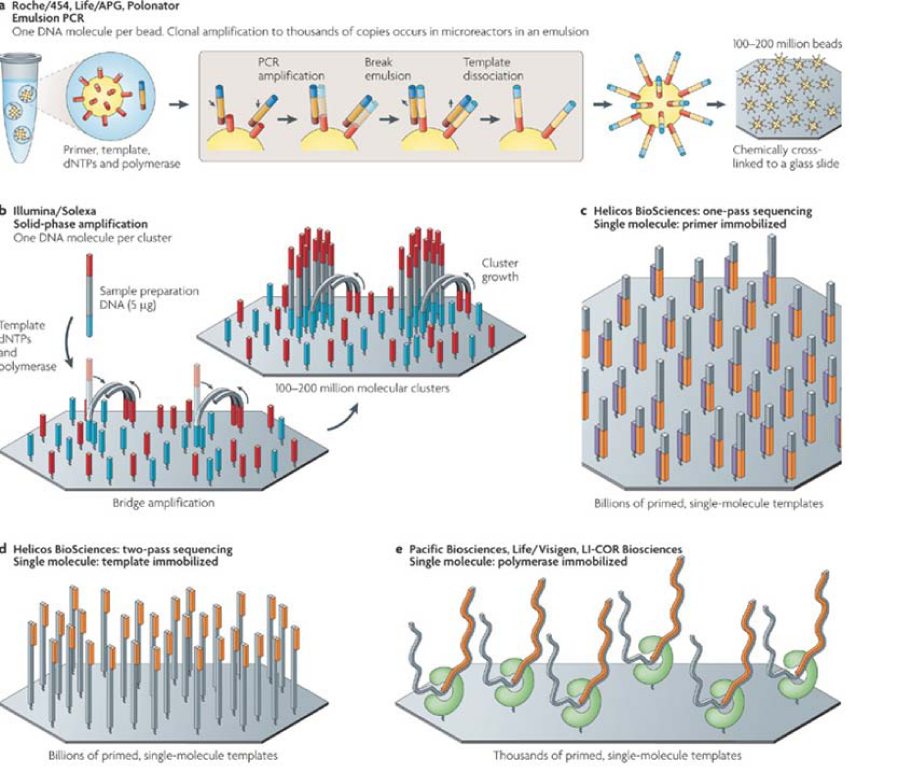 a Roche/454, Life/APG, Polonator
Emulsion PCR
One DNA molecule per bead. Clonal amplification to thousands of copies occurs in microreactors in an emulsion
PCR
amplification
Break
emulsion
Template
dissociation
100–200 million beads
Primer, template,
dNTPs and polymerase
Chemically cross-
linked to a glass slide
b Illumina/Solexa
Solid-phase amplification
One DNA molecule per cluster
Sample preparation
DNA (5 µg)
Template
dNTPs
and
polymerase
Cluster
growth
100–200 million molecular clusters
Bridge amplification
c Helicos BioSciences: one-pass sequencing
Single molecule: primer immobilized
Billions of primed, single-molecule templates
d Helicos BioSciences: two-pass sequencing
Single molecule: template immobilized
Billions of primed, single-molecule templates
e Pacific Biosciences, Life/Visigen, LI-COR Biosciences
Single molecule: polymerase immobilized
Thousands of primed, single-molecule templates